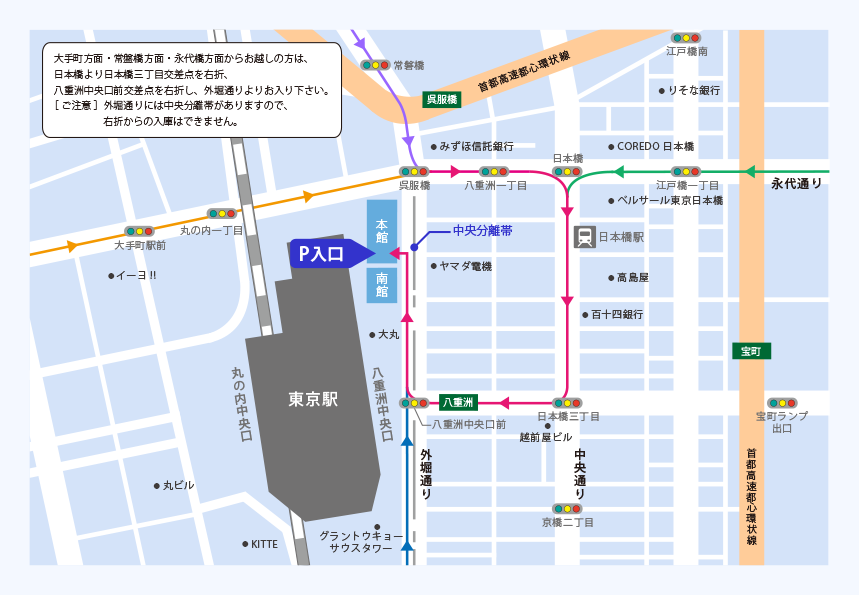 大手町方面・常盤橋方面・永代橋方面からお越しの方は、
日本橋より日本橋三丁目交差点を右折、
八重洲中央口前交差点を右折し、外堀通りよりお入り下さい。
[ ご注意 ] 外堀通りには中央分離帯がありますので、
右折からの入庫はできません。
常磐橋
呉服橋
首都高速都心環状線
江戸橋南
りそな銀行
みずほ信託銀行
日本橋
COREDO 日本橋
呉服橋
八重洲一丁目
江戸橋一丁目
永代通り
ベルサール東京日本橋
丸の内一丁目
大手町駅前
本館
中央分離帯
日本橋駅
P入口
イーヨ!!
南館
ヤマダ電機
高島屋
百十四銀行
大丸
宝町
丸の内中央口
東京駅
八重洲中央口
八重洲
日本橋三丁目
宝町ランプ
出口
八重洲中央口前
越前屋ビル
外堀通り
中央通り
首都高速都心環状線
丸ビル
京橋二丁目
グラントウキョー
サウスタワー
KITTE